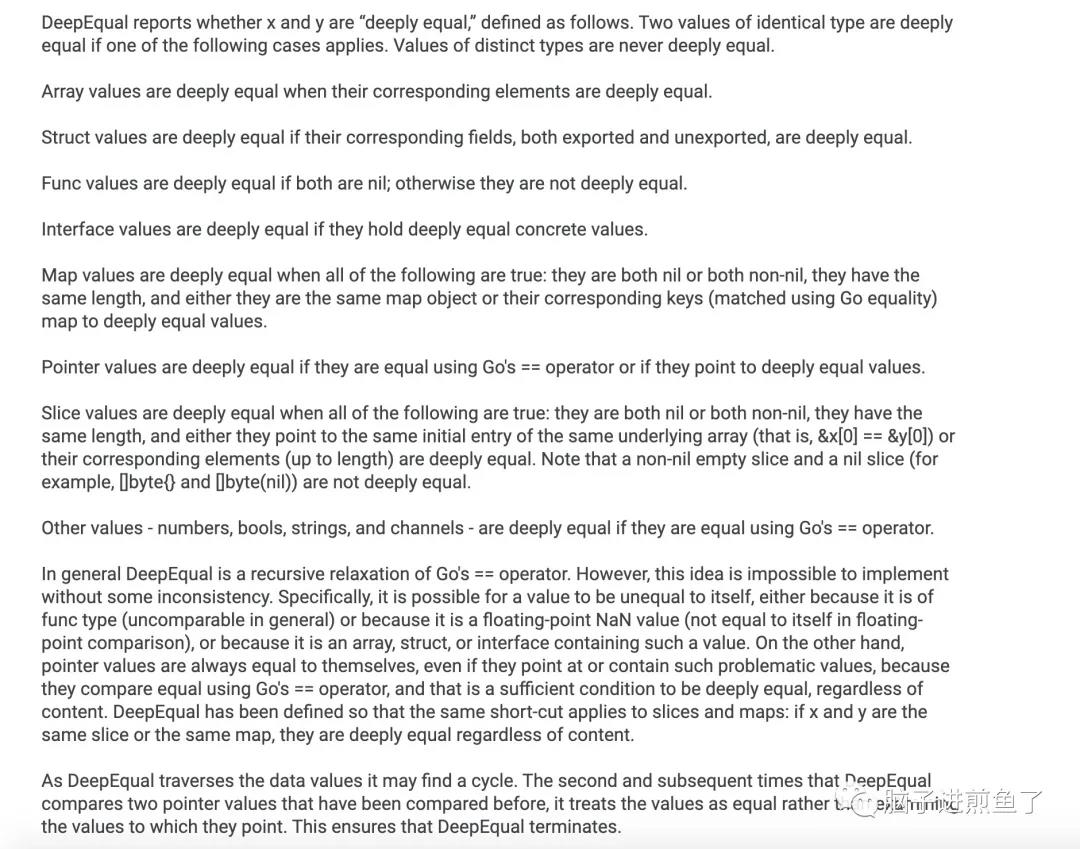 DeepEqual reports whether x and y are “deeply equal,” defined as follows. Two values of identical type are deeply
equal if one of the following cases applies. Values of distinct types are never deeply equal.
Array values are deeply equal when their corresponding elements are deeply equal.
Struct values are deeply equal if their corresponding fields, both exported and unexported, are deeply equal.
Func values are deeply equal if both are nil; otherwise they are not deeply equal.
Interface values are deeply equal if they hold deeply equal concrete values.
Map values are deeply equal when all of the following are true: they are both nil or both non-nil, they have the
same length, and either they are the same map object or their corresponding keys (matched using Go equality)
map to deeply equal values.
Pointer values are deeply equal if they are equal using Go's == operator or if they point to deeply equal values.
Slice values are deeply equal when all of the following are true: they are both nil or both non-nil, they have the
same length, and either they point to the same initial entry of the same underlying array (that is, &x[0] == &y[0]) or
their corresponding elements (up to length) are deeply equal. Note that a non-nil empty slice and a nil slice (for
example, []byte{} and []byte(nil)) are not deeply equal.
Other values - numbers, bools, strings, and channels - are deeply equal if they are equal using Go's == operator.
In general DeepEqual is a recursive relaxation of Go's == operator. However, this idea is impossible to implement
without some inconsistency. Specifically, it is possible for a value to be unequal to itself, either because it is of
func type (uncomparable in general) or because it is a floating-point NaN value (not equal to itself in floating-
point comparison), or because it is an array, struct, or interface containing such a value. On the other hand,
pointer values are always equal to themselves, even if they point at or contain such problematic values, because
they compare equal using Go's == operator, and that is a sufficient condition to be deeply equal, regardless of
content. DeepEqual has been defined so that the same short-cut applies to slices and maps: if x and y are the
same slice or the same map, they are deeply equal regardless of content.
As DeepEqual traverses the data values it may find a cycle. The second and subsequent times that DeepEqual
compares two pointer values that have been compared before, it treats the values as equal rather
脑子进煎鱼了
the values to which they point. This ensures that DeepEqual terminates.